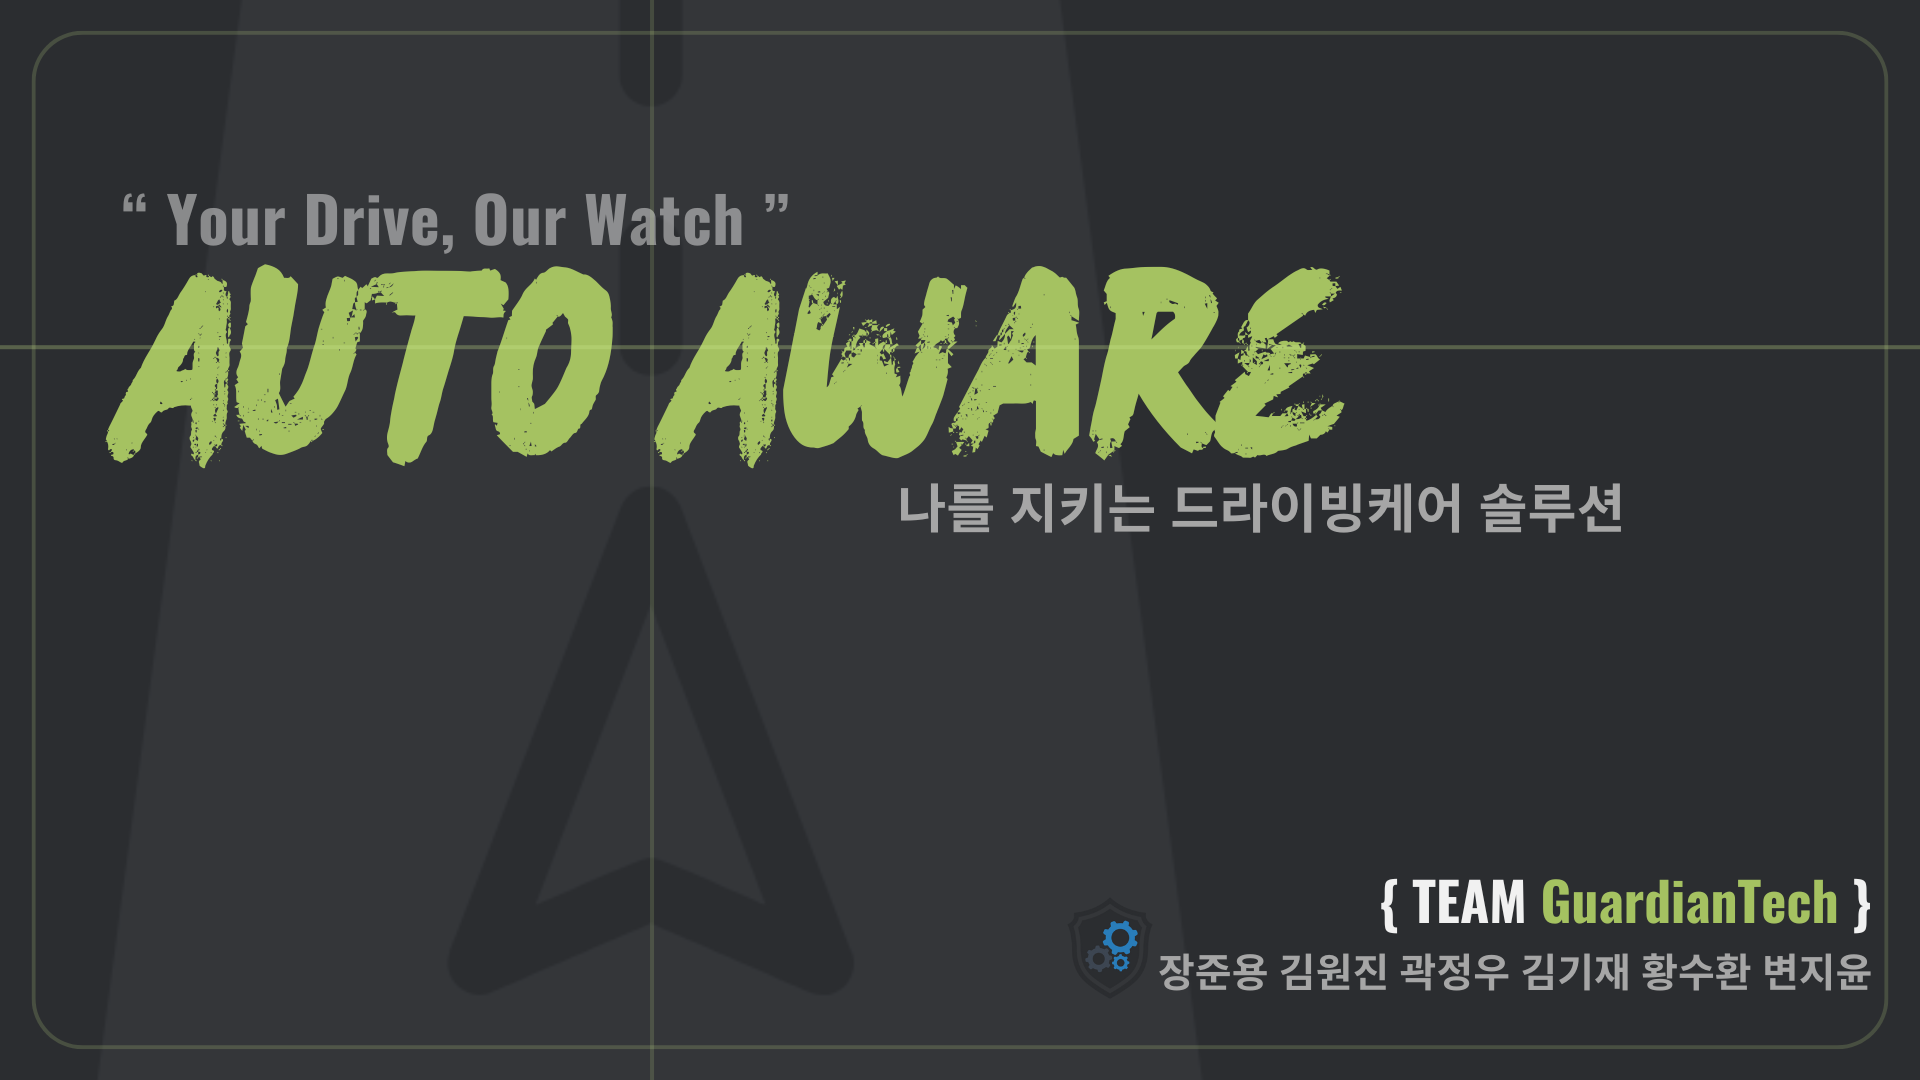 “ Your Drive, Our Watch ”
AUTO AWARE
나를 지키는 드라이빙케어 솔루션
{ TEAM GuardianTech }
장준용 김원진 곽정우 김기재 황수환 변지윤